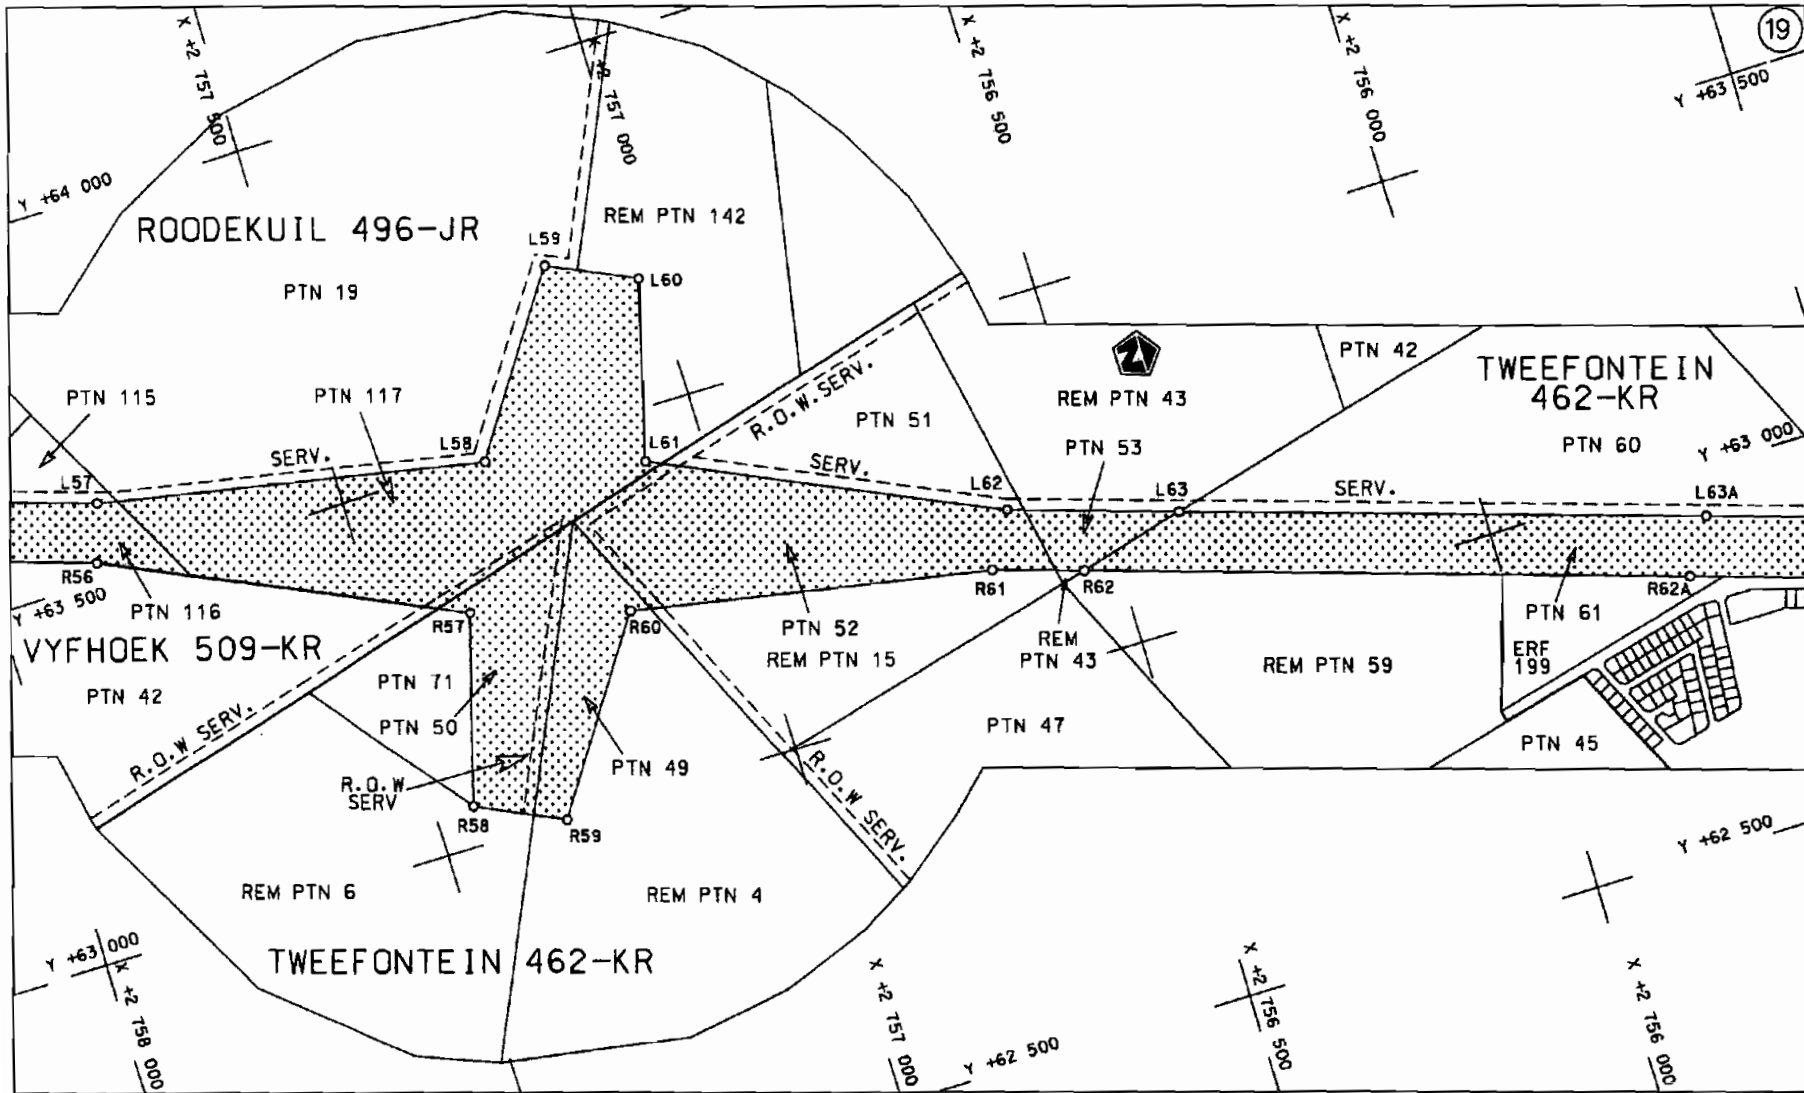 19
X +2 757 500
X +2 757 000
X +2 756 500
X +2 756 000
Y +63 500
Y +64 000
ROODEKUIL 496-JR
REM PTN 142
L59
L60
PTN 19
PTN 42
TWEEFONTEIN
462-KR
REM PTN 43
PTN 115
PTN 117
R.O.W.SERV.
PTN 51
PTN 53
PTN 60
Y +63 000
L58
L61
SERV.
SERV.
L57
L62
L63
SERV.
L63A
R56
R61
R62
R62A
Y +63 500
PTN 116
R57
R60
PTN 52
PTN 61
VYFHOEK 509-KR
REM PTN 15
REM
PTN 43
REM PTN 59
ERF
199
PTN 42
PTN 71
PTN 50
PTN 47
PTN 45
R.O.W SERV.
PTN 49
R.O.W
SERV
R.O.W SERV.
R58
R59
Y +62 500
REM PTN 6
REM PTN 4
Y +63 000
TWEEFONTEIN 462-KR
X +2 758 000
X +2 757 000
Y +62 500
X +2 756 500
X +2 756 000